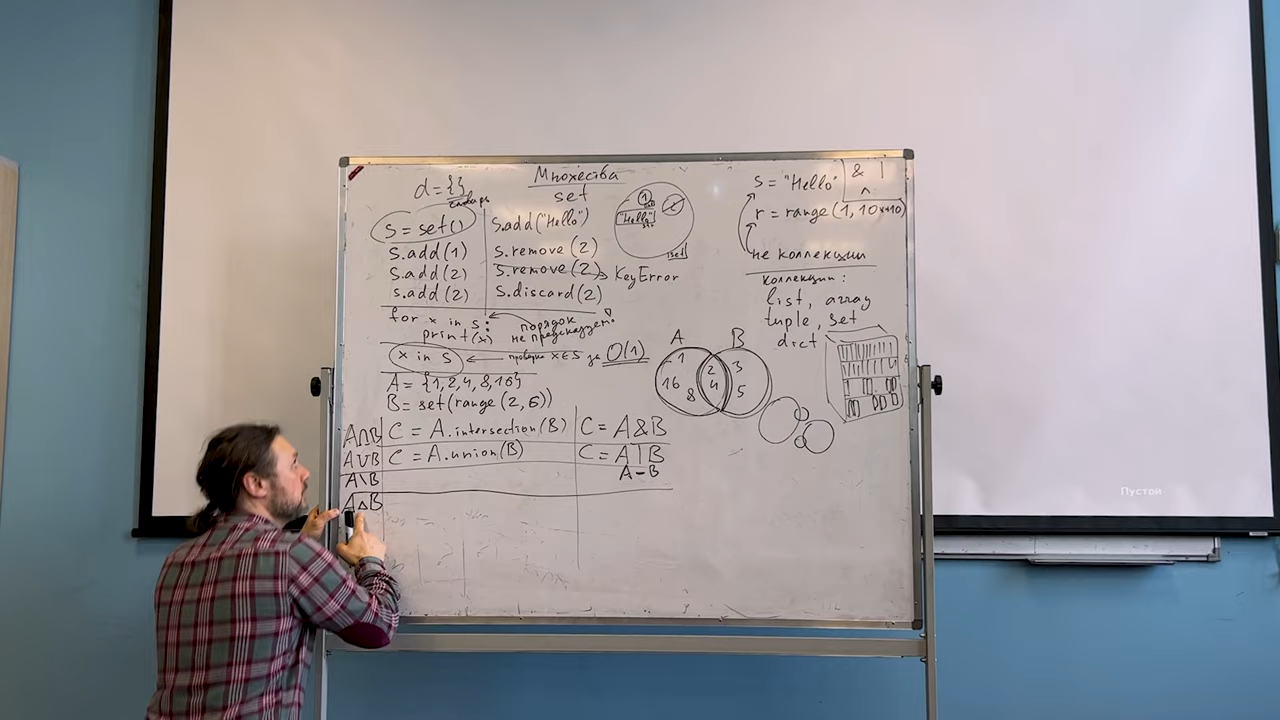 Множества
set
d={}
словарь
s = set()
s.add(1)
s.add(2)
s.add(2)
s.add("Hello")
s.remove(2)
s.remove(2) → KeyError
s.discard(2)
1
"Hello"
set
for x in s:
print(x)
порядок
не предсказуем!
x in s
проверка x∈S за O(1)
A = {1,2,4,8,16}
B = set(range(2,6))
A∩B C = A.intersection(B) C = A&B
A∪B C = A.union(B) C = A|B
A\B A-B
A△B
s = "Hello"
& |
^
r = range(1, 10**10)
не коллекции
коллекции:
list, array
tuple, set
dict
A B
1 2 3
16 4
8 5
Пустой